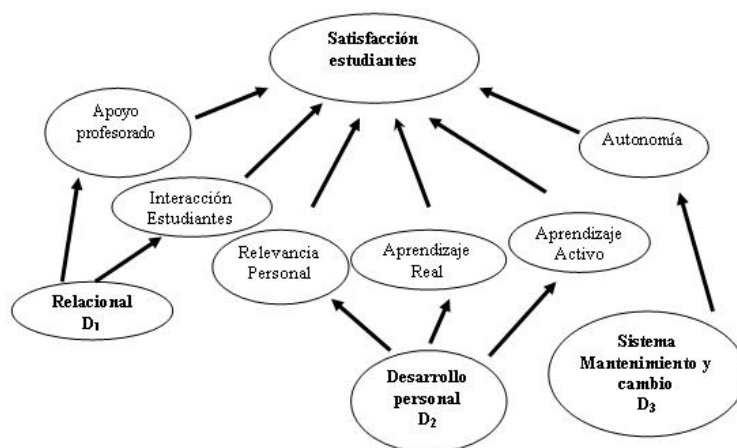 Satisfacción
estudiantes
Apoyo
profesorado
Autonomía
Interacción
Estudiantes
Relevancia
Personal
Aprendizaje
Real
Aprendizaje
Activo
Relacional
D1
Desarrollo
personal
D2
Sistema
Mantenimiento y
cambio
D3